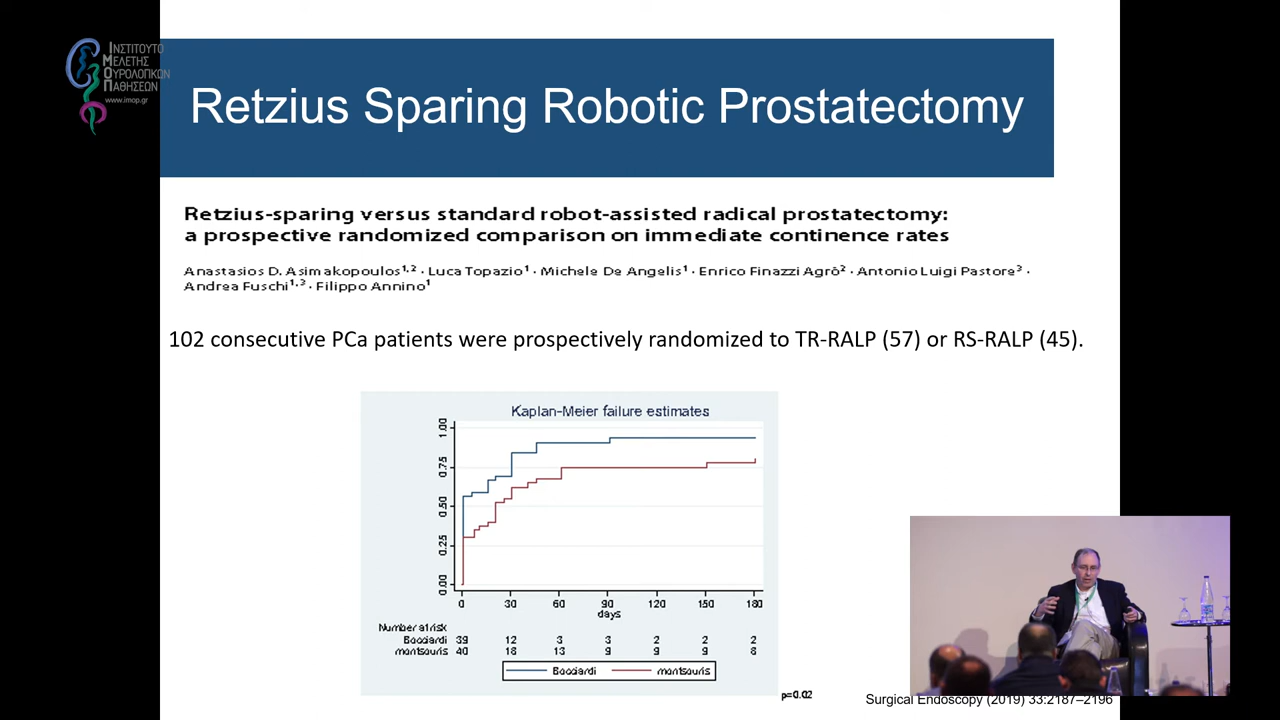 ΙΝΣΤΙΤΟΥΤΟ
ΜΕΛΕΤΗΣ
ΟΥΡΟΛΟΓΙΚΩΝ
ΠΑΘΗΣΕΩΝ
www.imop.gr
Retzius Sparing Robotic Prostatectomy
Retzius-sparing versus standard robot-assisted radical prostatectomy:
a prospective randomized comparison on immediate continence rates
Anastasios D. Asimakopoulos1,2 · Luca Topazio1 · Michele De Angelis1 · Enrico Finazzi Agrò2 · Antonio Luigi Pastore3 ·
Andrea Fuschi1,3 · Filippo Annino1
102 consecutive PCa patients were prospectively randomized to TR-RALP (57) or RS-RALP (45).
Kaplan-Meier failure estimates
1.00
0.75
0.50
0.25
0.00
0 30 60 90 120 150 180
days
Number at risk
Bocciardi 39 12 3 3 2 2 2
montsouris 40 18 13 9 9 9 8
Bocciardi montsouris
p=0.02
Surgical Endoscopy (2019) 33:2187–2196